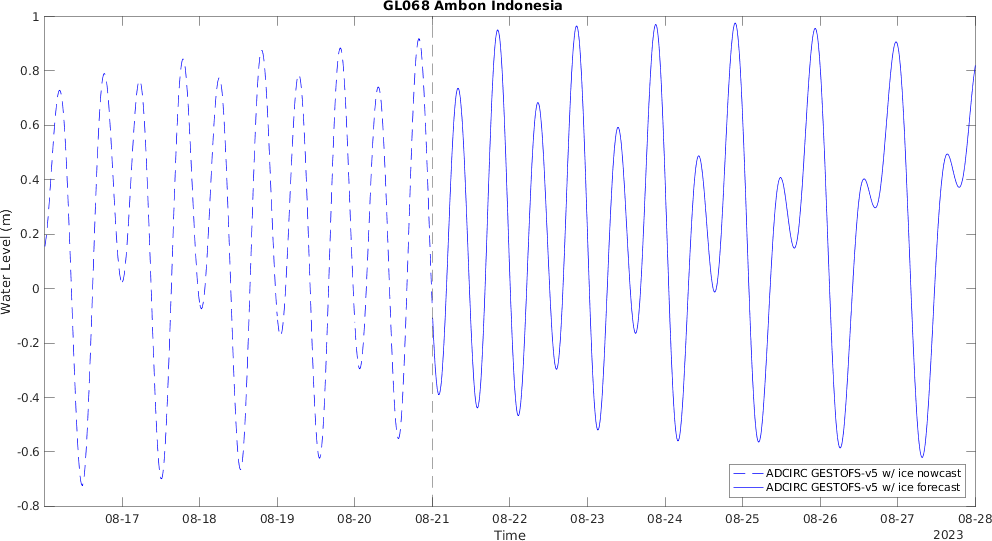 GL068 Ambon Indonesia
Water Level (m)
1
0.8
0.6
0.4
0.2
0
-0.2
-0.4
-0.6
-0.8
ADCIRC GESTOFS-v5 w/ ice nowcast
ADCIRC GESTOFS-v5 w/ ice forecast
08-17 08-18 08-19 08-20 08-21 08-22 08-23 08-24 08-25 08-26 08-27 08-28
Time
2023